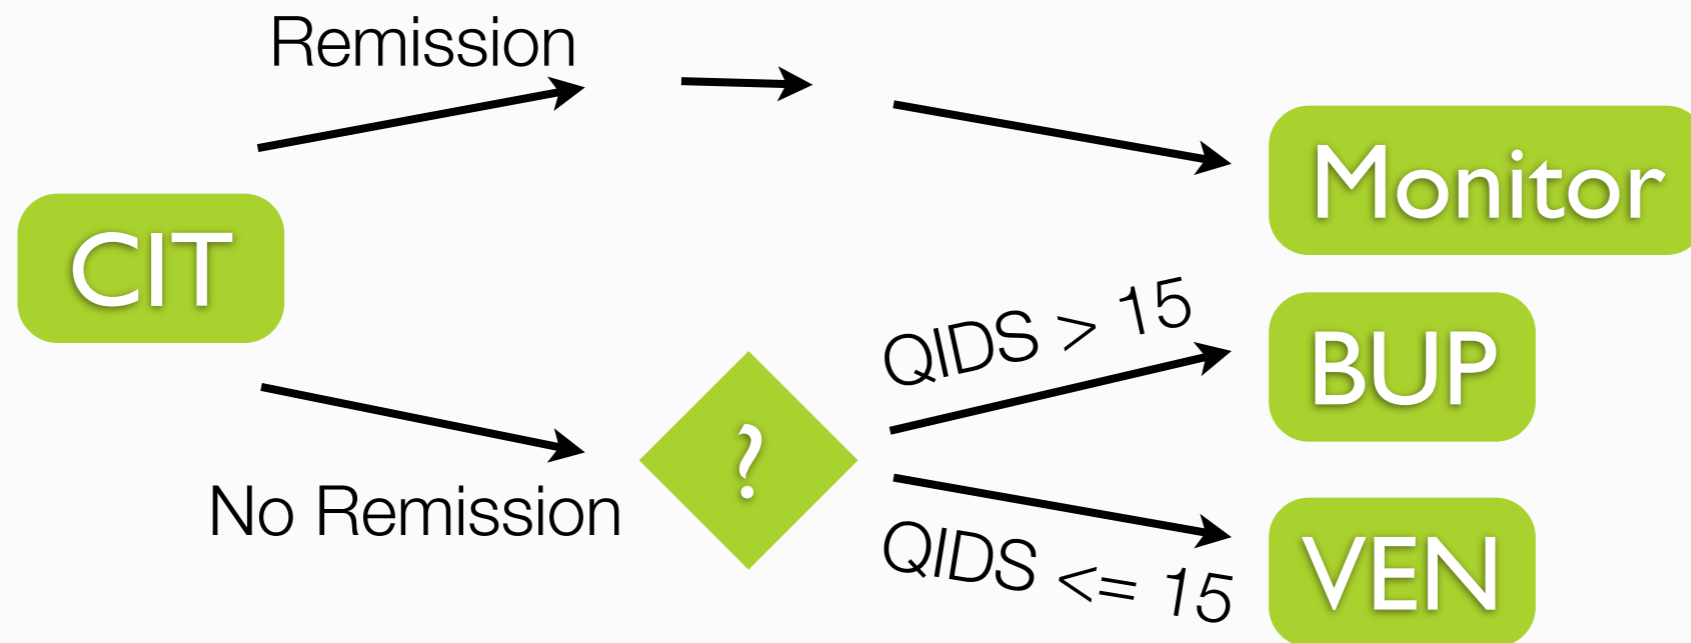 Remission
Monitor
CIT
QIDS > 15
BUP
?
No Remission
QIDS <= 15
VEN